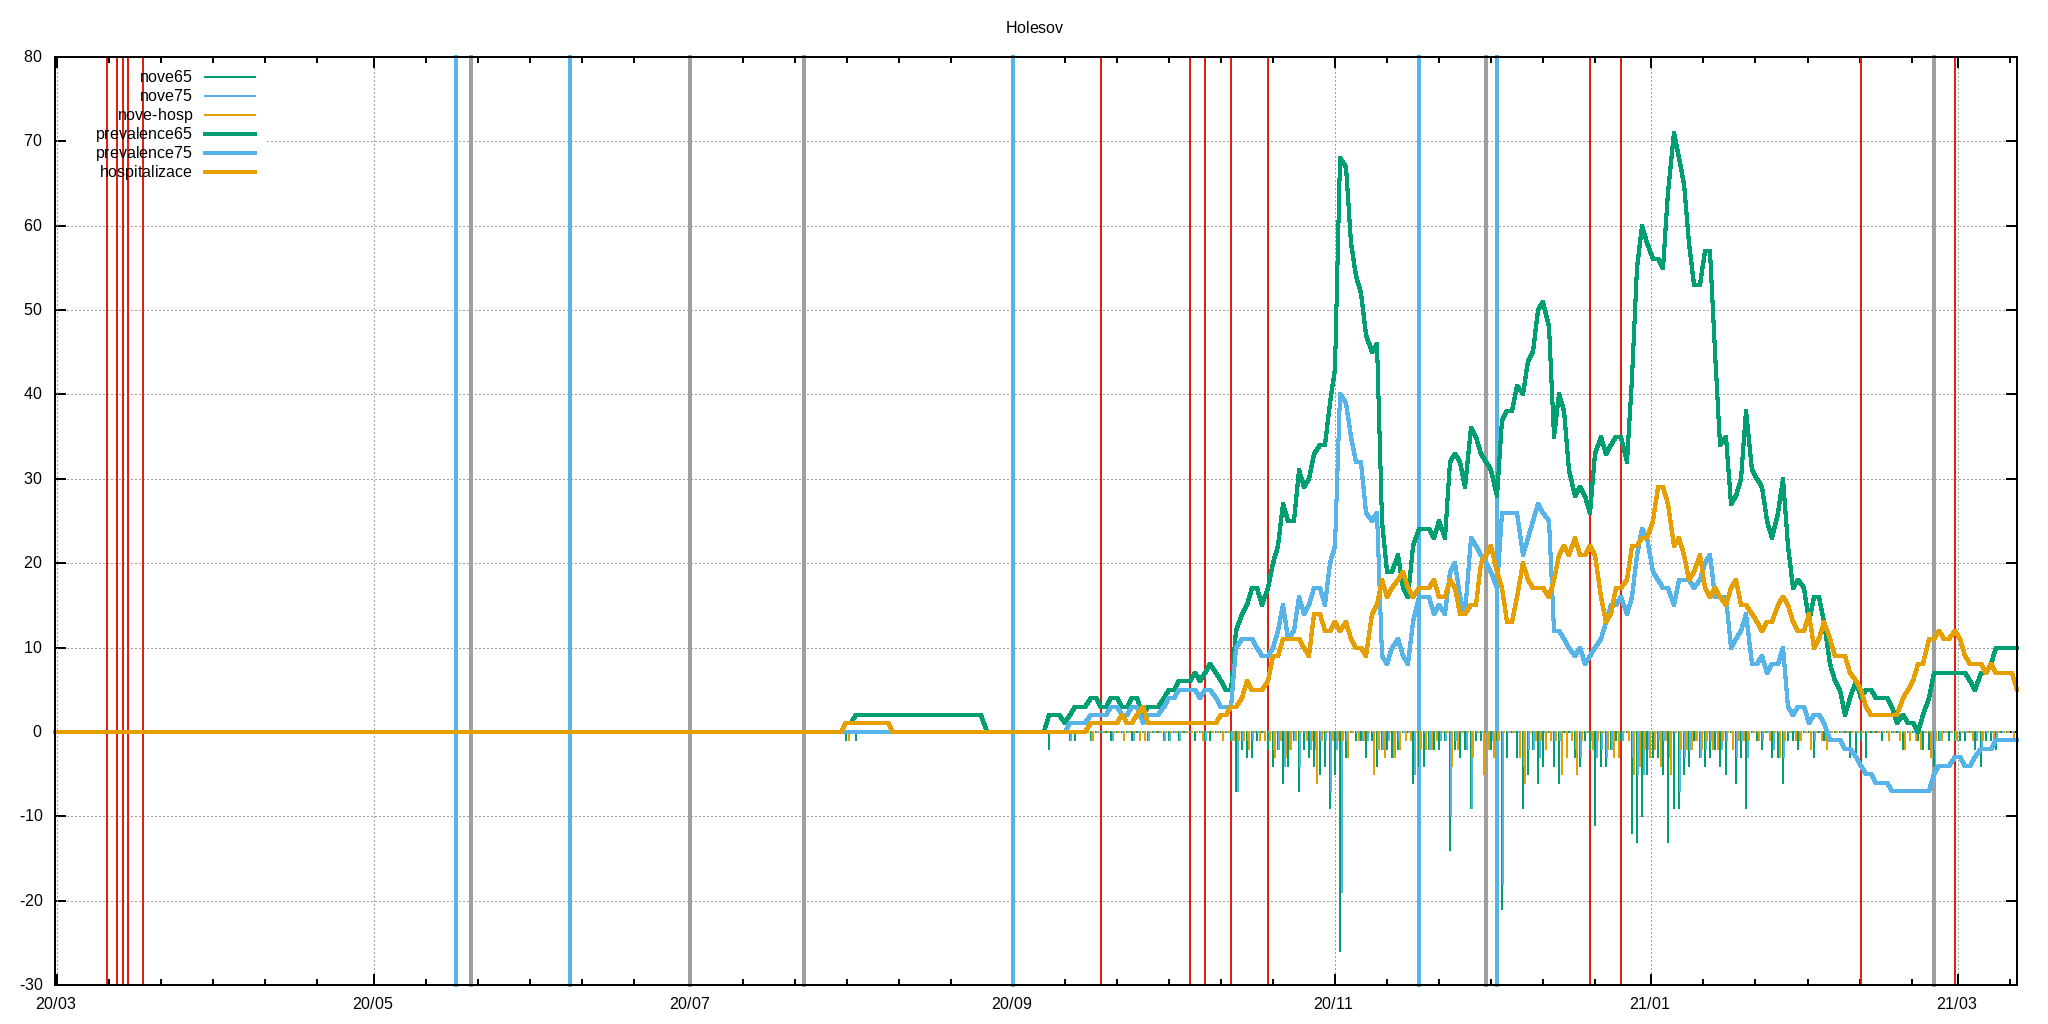 Holesov
80
nove65
nove75
nove-hosp
prevalence65
prevalence75
hospitalizace
70
60
50
40
30
20
10
0
-10
-20
-30
20/03 20/05 20/07 20/09 20/11 21/01 21/03